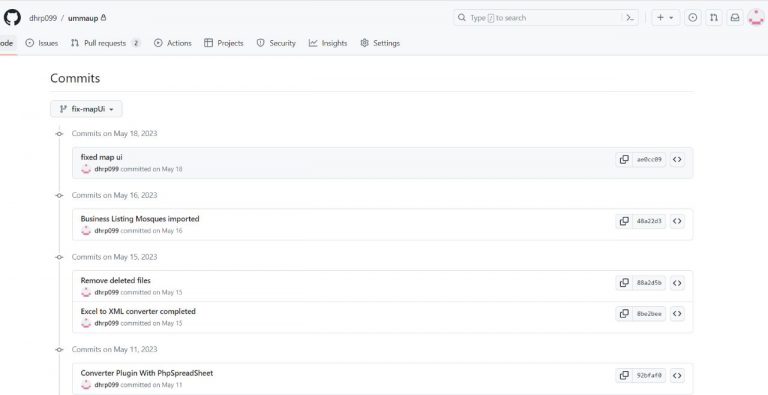 dhrp099 / ummaup
Type / to search
ode Issues Pull requests 2 Actions Projects Security Insights Settings
Commits
fix-mapUi
Commits on May 18, 2023
fixed map ui
ae0cc09
dhrp099 committed on May 18
Commits on May 16, 2023
Business Listing Mosques imported
48a22d3
dhrp099 committed on May 16
Commits on May 15, 2023
Remove deleted files
88a2d5b
dhrp099 committed on May 15
Excel to XML converter completed
8be2bee
dhrp099 committed on May 15
Commits on May 11, 2023
Converter Plugin With PhpSpreadSheet
92bfaf0
dhrp099 committed on May 11